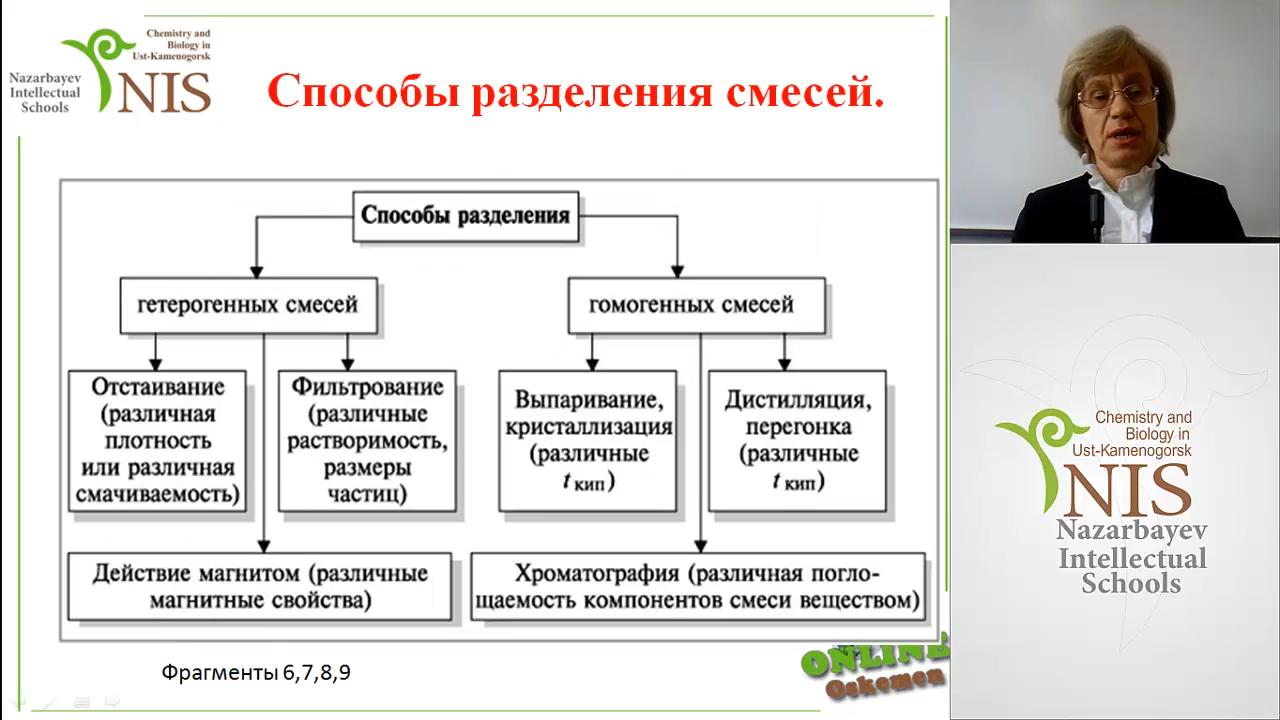 Chemistry and
Biology in
Ust-Kamenogorsk
Nazarbayev
Intellectual
Schools
NIS
Способы разделения смесей.
Способы разделения
гетерогенных смесей
гомогенных смесей
Отстаивание
(различная
плотность
или различная
смачиваемость)
Фильтрование
(различные
растворимость,
размеры
частиц)
Выпаривание,
кристаллизация
(различные
t кип)
Дистилляция,
перегонка
(различные
t кип)
Действие магнитом (различные
магнитные свойства)
Хроматография (различная погло-
щаемость компонентов смеси веществом)
Фрагменты 6,7,8,9
ONLINE
Oskemen
Chemistry and
Biology in
Ust-Kamenogorsk
NIS
Nazarbayev
Intellectual
Schools